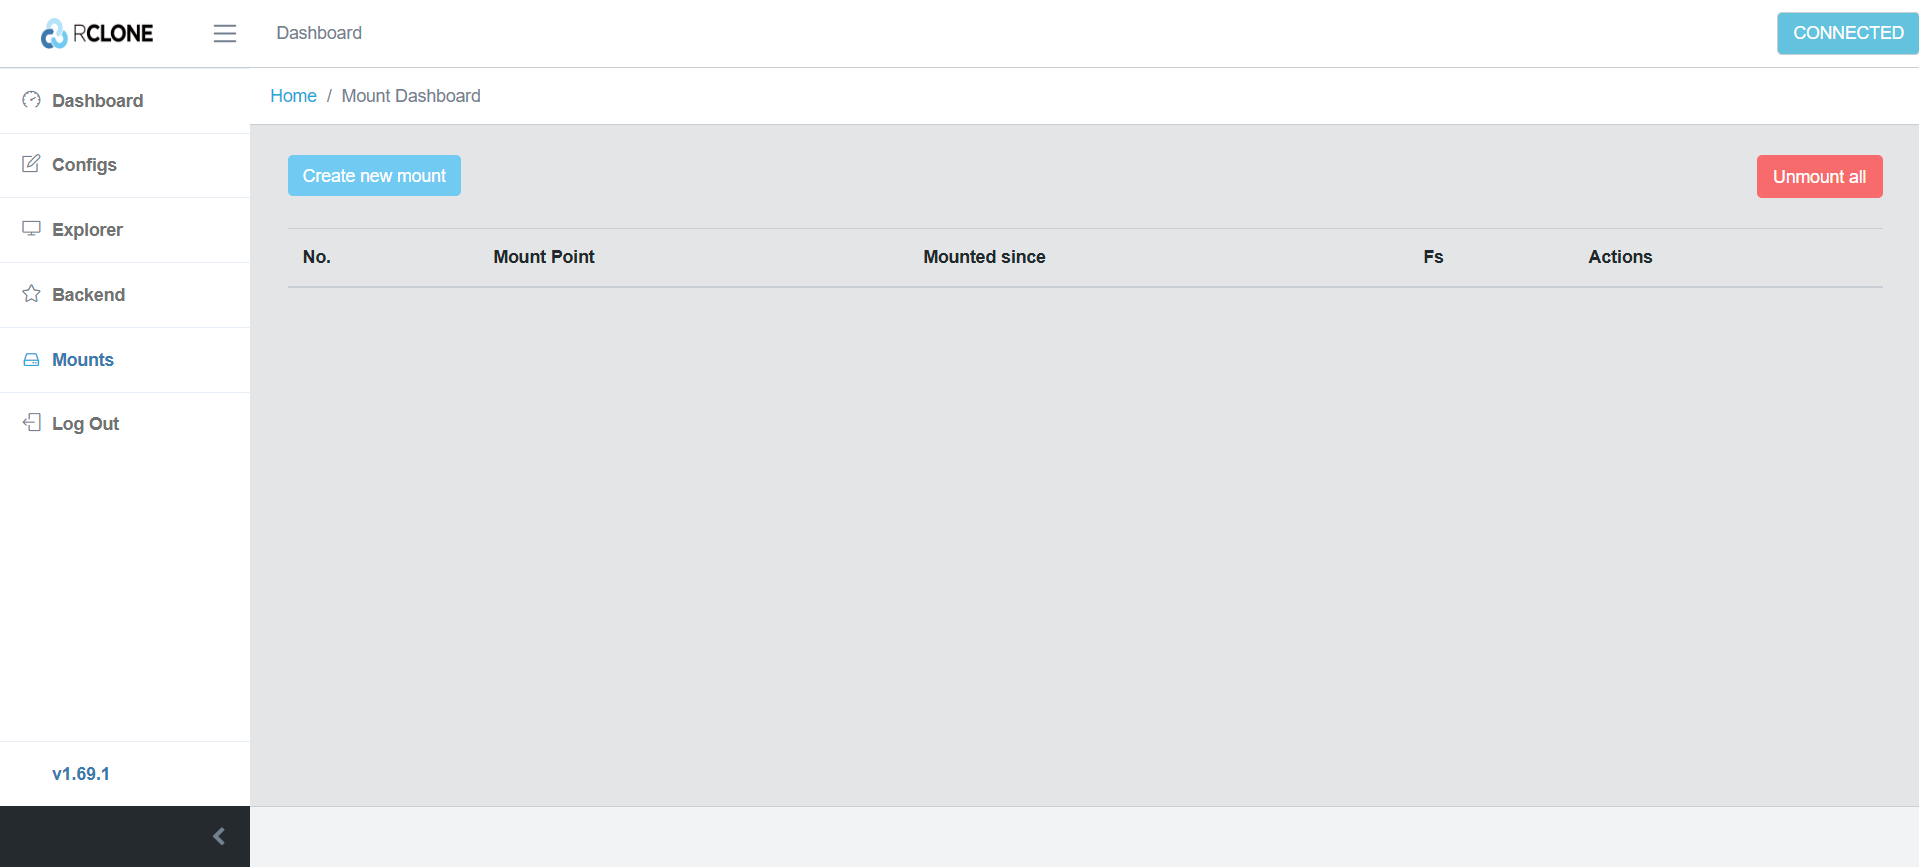 RCLONE
Dashboard
CONNECTED
Dashboard
Configs
Explorer
Backend
Mounts
Log Out
v1.69.1
Home / Mount Dashboard
Create new mount
Unmount all
No. Mount Point Mounted since Fs Actions